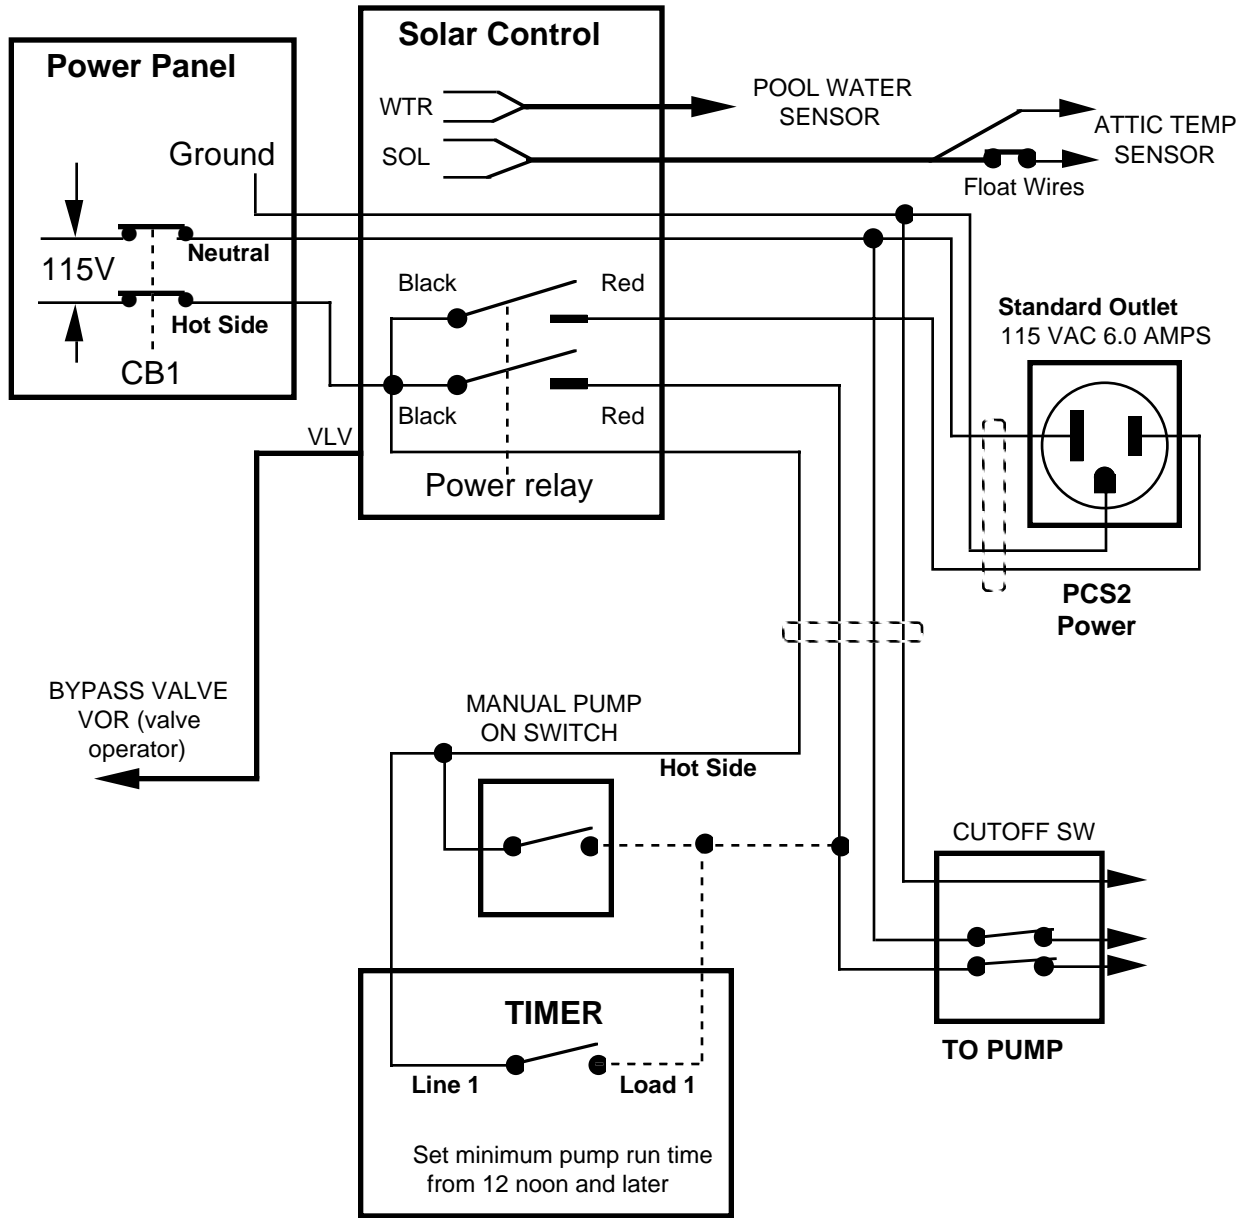 Solar Control
Power Panel
WTR
POOL WATER
SENSOR
ATTIC TEMP
SENSOR
Ground
SOL
Float Wires
Neutral
115V
Black
Red
Hot Side
Standard Outlet
115 VAC 6.0 AMPS
CB1
Black
Red
VLV
Power relay
PCS2
Power
BYPASS VALVE
VOR (valve
operator)
MANUAL PUMP
ON SWITCH
Hot Side
CUTOFF SW
TIMER
TO PUMP
Line 1
Load 1
Set minimum pump run time
from 12 noon and later